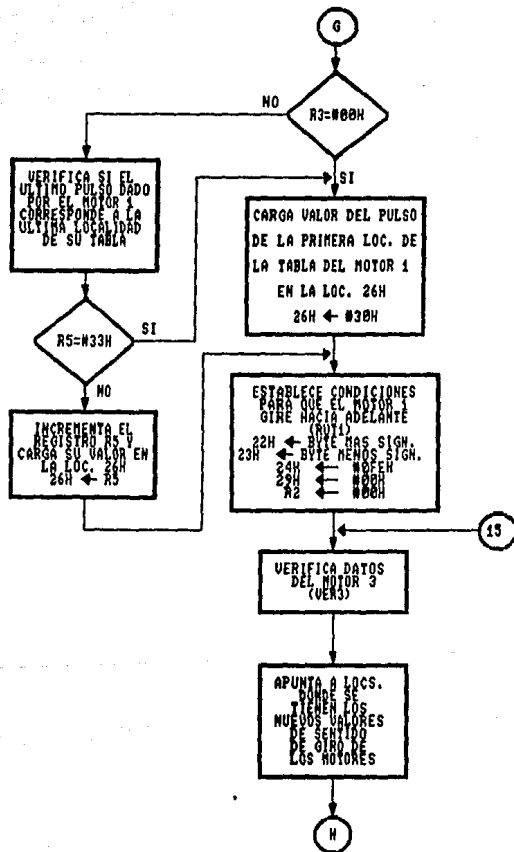 G
R3=#00H
NO
SI
VERIFICA SI EL
ULTIMO PULSO DADO
POR EL MOTOR 1
CORRESPONDE A LA
ULTIMA LOCALIDAD
DE SU TABLA
CARGA VALOR DEL PULSO
DE LA PRIMERA LOC. DE
LA TABLA DEL MOTOR 1
EN LA LOC. 26H
26H ← #30H
R5=#33H
SI
NO
INCREMENTA EL
REGISTRO R5 Y
CARGA SU VALOR EN
LA LOC. 26H
26H ← R5
ESTABLECE CONDICIONES
PARA QUE EL MOTOR 1
GIRE HACIA ADELANTE
(RUT1)
22H ← BYTE MAS SIGN.
23H ← BYTE MENOS SIGN.
24H ← #0FEH
29H ← #00H
R2 ← #00H
15
VERIFICA DATOS
DEL MOTOR 3
(VER3)
APUNTA A LOCS.
DONDE SE
TIENEN LOS
NUEVOS VALORES
DE SENTIDO
DE GIRO DE
LOS MOTORES
H